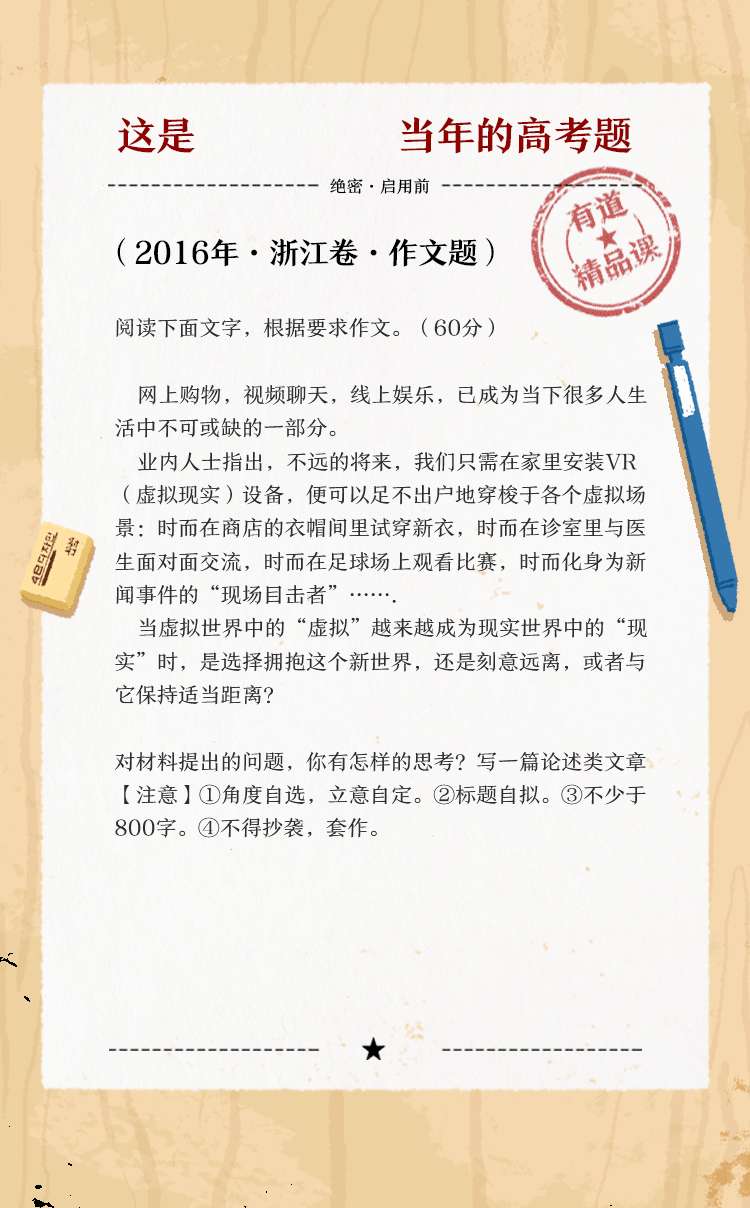 这是 当年的高考题
绝密·启用前
有道
精品课
（2016年·浙江卷·作文题）
阅读下面文字，根据要求作文。（60分）
网上购物，视频聊天，线上娱乐，已成为当下很多人生
活中不可或缺的一部分。
业内人士指出，不远的将来，我们只需在家里安装VR
（虚拟现实）设备，便可以足不出户地穿梭于各个虚拟场
景：时而在商店的衣帽间里试穿新衣，时而在诊室里与医
生面对面交流，时而在足球场上观看比赛，时而化身为新
闻事件的“现场目击者”…….
当虚拟世界中的“虚拟”越来越成为现实世界中的“现
实”时，是选择拥抱这个新世界，还是刻意远离，或者与
它保持适当距离？
对材料提出的问题，你有怎样的思考？写一篇论述类文章
【注意】①角度自选，立意自定。②标题自拟。③不少于
800字。④不得抄袭，套作。